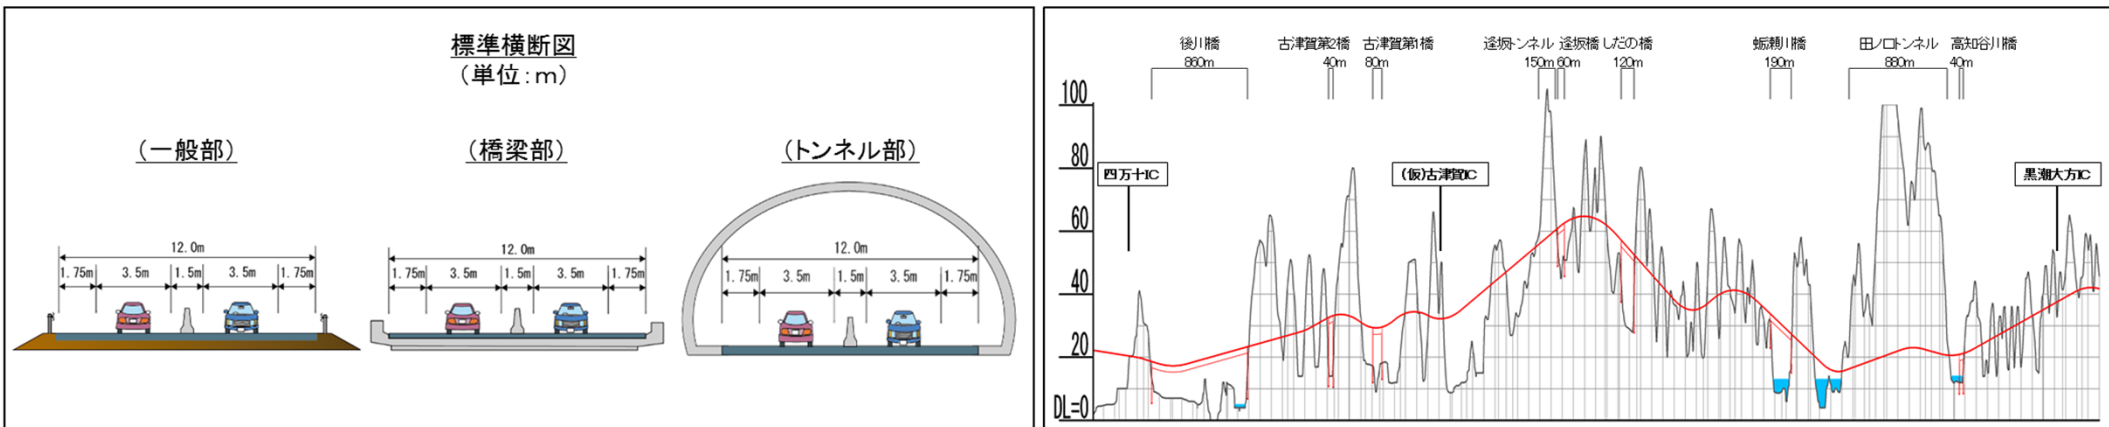 標準横断図
（単位：m）
（一般部）
（橋梁部）
（トンネル部）
12.0m
1.75m 3.5m 1.5m 3.5m 1.75m
12.0m
1.75m 3.5m 1.5m 3.5m 1.75m
12.0m
1.75m 3.5m 1.5m 3.5m 1.75m
後川橋 古津賀第2橋 古津賀第1橋 逢坂トンネル 逢坂橋 しだの橋 蛎瀬川橋 田ノ口トンネル 高知谷川橋
860m 40m 80m 150m 60m 120m 190m 880m 40m
100
80
60
40
20
DL=0
四万十IC
(仮)古津賀IC
黒潮大方IC